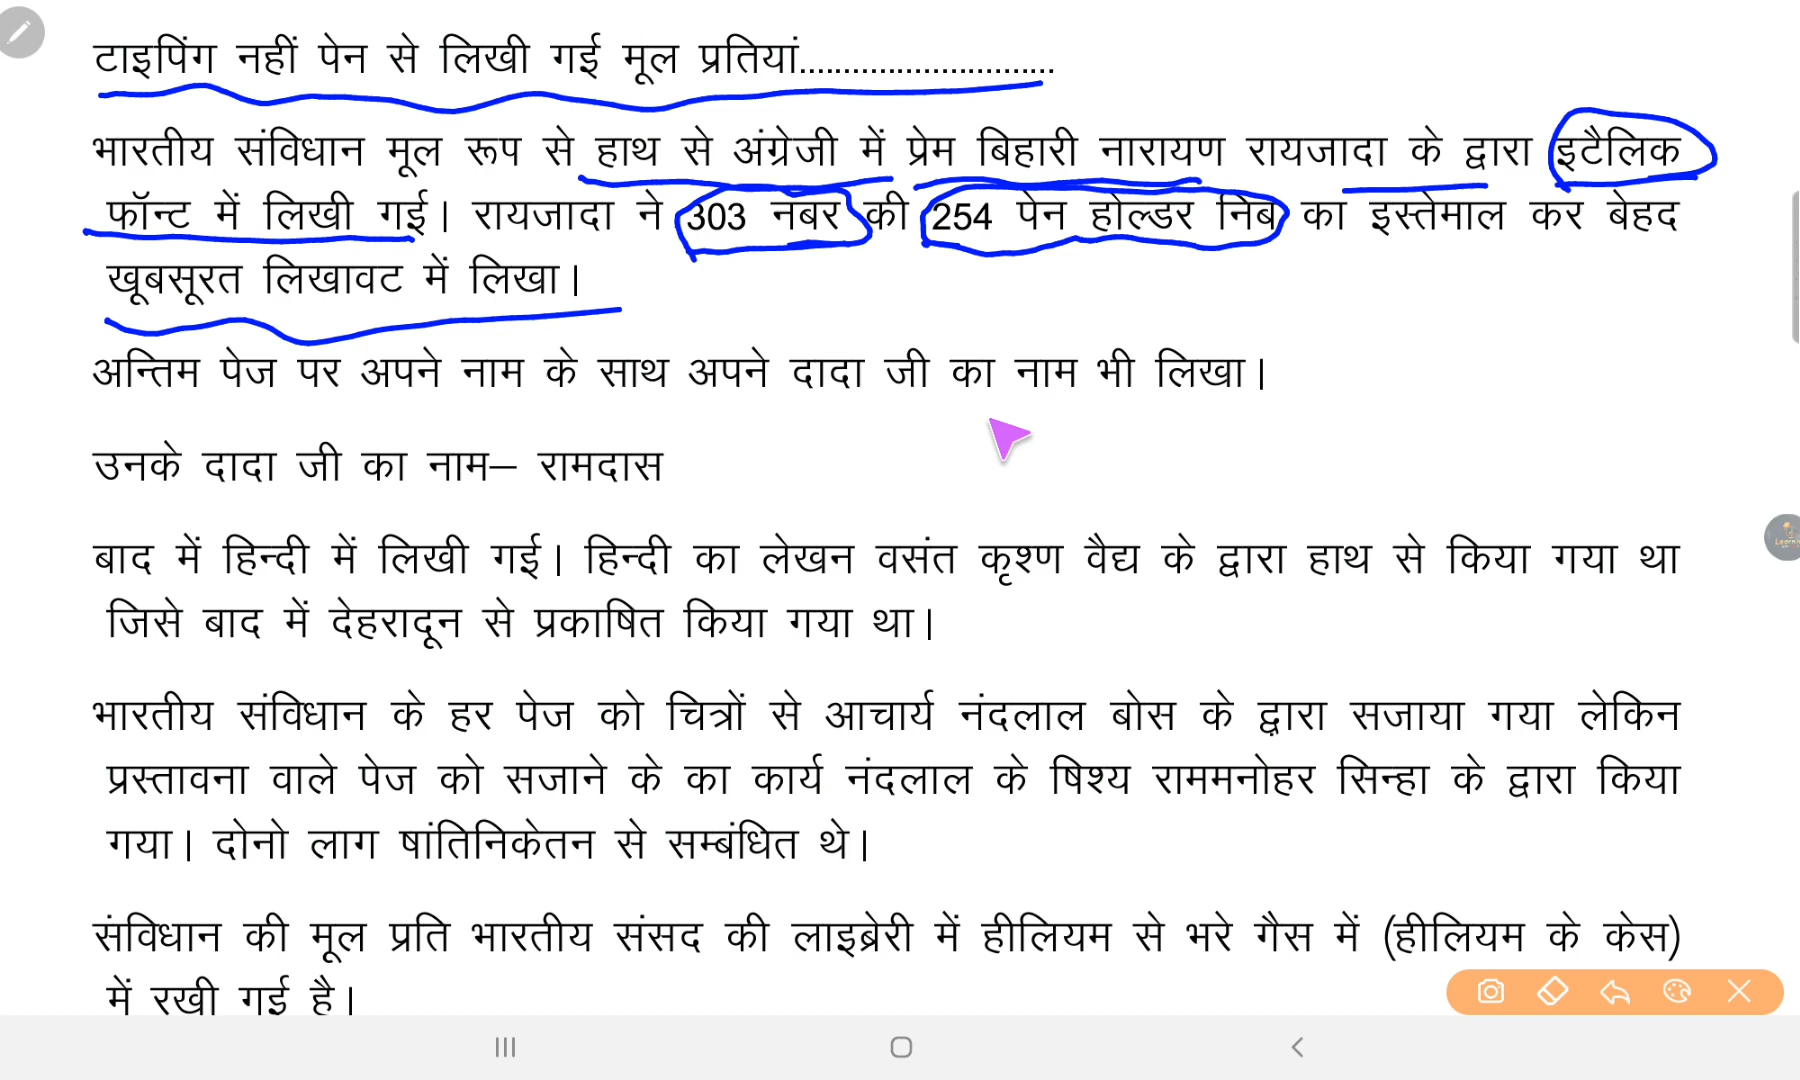 टाइपिंग नहीं पेन से लिखी गई मूल प्रतियां............................
भारतीय संविधान मूल रूप से हाथ से अंग्रेजी में प्रेम बिहारी नारायण रायजादा के द्वारा इटैलिक
फॉन्ट में लिखी गई। रायजादा ने 303 नबर की 254 पेन होल्डर निब का इस्तेमाल कर बेहद
खूबसूरत लिखावट में लिखा।
अन्तिम पेज पर अपने नाम के साथ अपने दादा जी का नाम भी लिखा।
उनके दादा जी का नाम– रामदास
बाद में हिन्दी में लिखी गई। हिन्दी का लेखन वसंत कृश्ण वैद्य के द्वारा हाथ से किया गया था
जिसे बाद में देहरादून से प्रकाषित किया गया था।
भारतीय संविधान के हर पेज को चित्रों से आचार्य नंदलाल बोस के द्वारा सजाया गया लेकिन
प्रस्तावना वाले पेज को सजाने के का कार्य नंदलाल के षिश्य राममनोहर सिन्हा के द्वारा किया
गया। दोनो लाग षांतिनिकेतन से सम्बंधित थे।
संविधान की मूल प्रति भारतीय संसद की लाइब्रेरी में हीलियम से भरे गैस में (हीलियम के केस)
में रखी गई है।